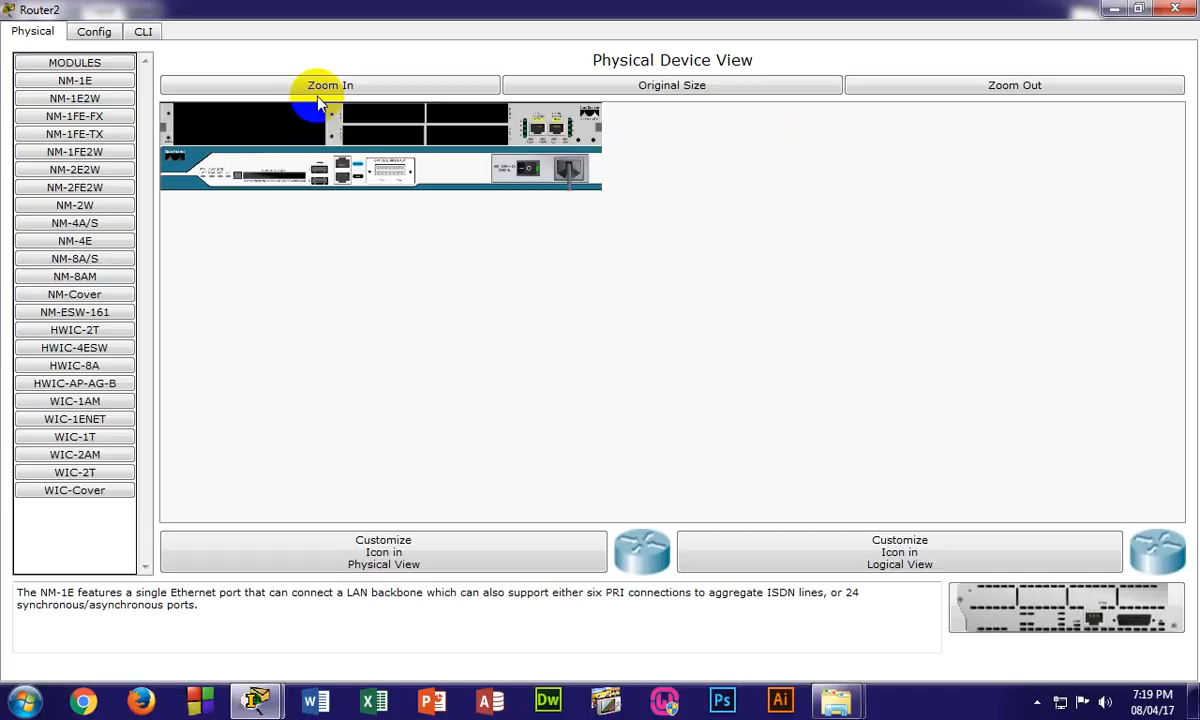 Router2
Physical
Config
CLI
MODULES
NM-1E
NM-1E2W
NM-1FE-FX
NM-1FE-TX
NM-1FE2W
NM-2E2W
NM-2FE2W
NM-2W
NM-4A/S
NM-4E
NM-8A/S
NM-8AM
NM-Cover
NM-ESW-161
HWIC-2T
HWIC-4ESW
HWIC-8A
HWIC-AP-AG-B
WIC-1AM
WIC-1ENET
WIC-1T
WIC-2AM
WIC-2T
WIC-Cover
Physical Device View
Zoom In
Original Size
Zoom Out
Customize
Icon in
Physical View
Customize
Icon in
Logical View
The NM-1E features a single Ethernet port that can connect a LAN backbone which can also support either six PRI connections to aggregate ISDN lines, or 24
synchronous/asynchronous ports.
Dw
Ps
Ai
7:19 PM
08/04/17